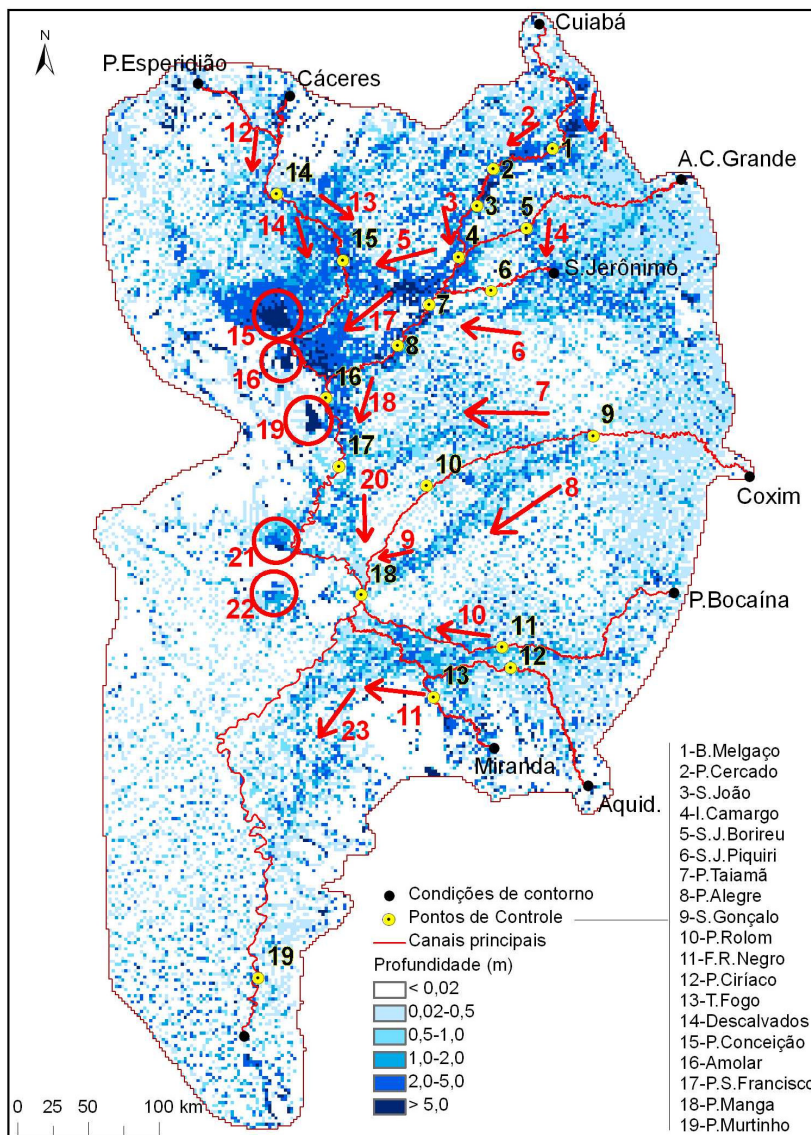 N
Cuiabá
P.Esperidião
Cáceres
A.C.Grande
S.Jerônimo
Coxim
P.Bocaína
Miranda
Aquid.
1
2
3
4
5
6
7
8
9
10
11
12
13
14
15
16
17
18
19
1
2
3
4
5
6
7
8
9
10
11
12
13
14
15
16
17
18
19
20
21
22
23
Condições de contorno
Pontos de Controle
Canais principais
Profundidade (m)
< 0,02
0,02-0,5
0,5-1,0
1,0-2,0
2,0-5,0
> 5,0
0 25 50 100 km
1-B.Melgaço
2-P.Cercado
3-S.João
4-I.Camargo
5-S.J.Borireu
6-S.J.Piquiri
7-P.Taiamã
8-P.Alegre
9-S.Gonçalo
10-P.Rolom
11-F.R.Negro
12-P.Ciríaco
13-T.Fogo
14-Descalvados
15-P.Conceição
16-Amolar
17-P.S.Francisco
18-P.Manga
19-P.Murtinho